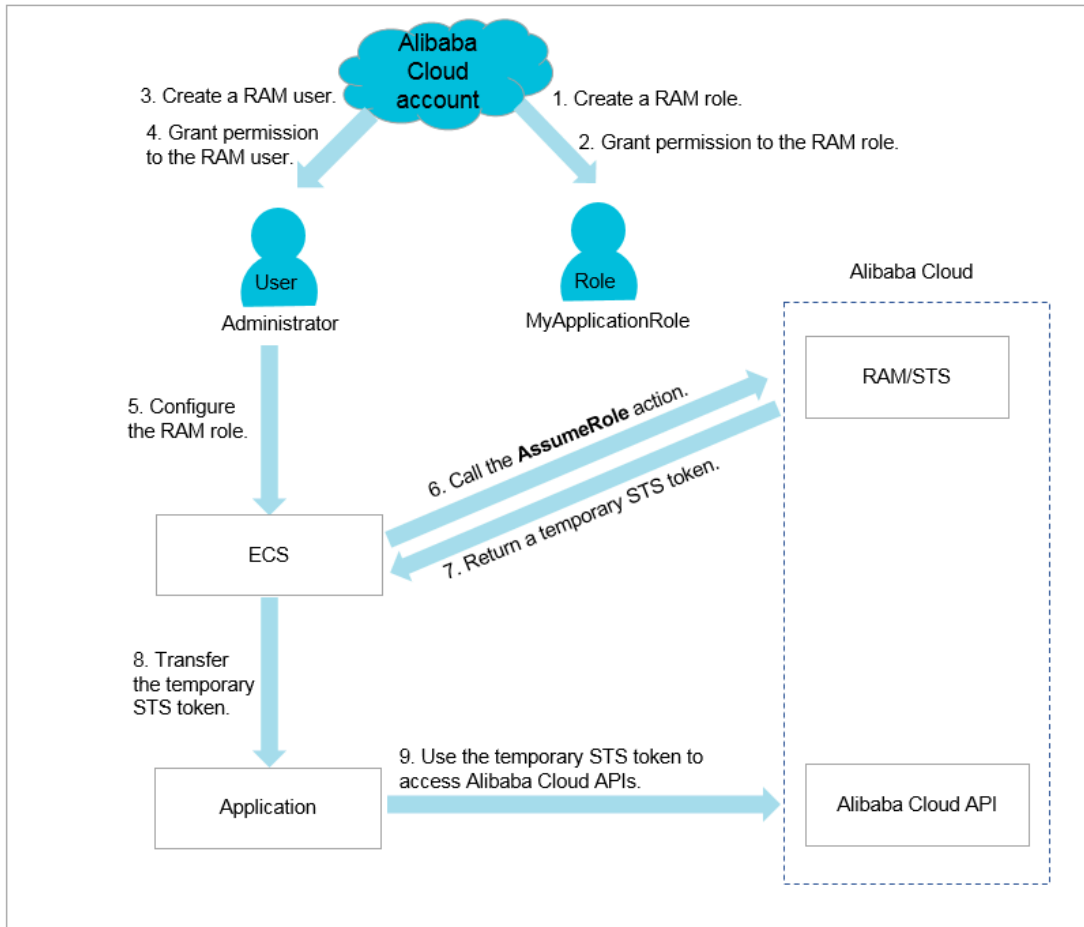 Alibaba
Cloud
account
3. Create a RAM user.
4. Grant permission
to the RAM user.
1. Create a RAM role.
2. Grant permission to the RAM role.
User
Administrator
Role
MyApplicationRole
Alibaba Cloud
RAM/STS
5. Configure
the RAM role.
6. Call the AssumeRole action.
7. Return a temporary STS token.
ECS
8. Transfer
the temporary
STS token.
9. Use the temporary STS token to
access Alibaba Cloud APIs.
Application
Alibaba Cloud API